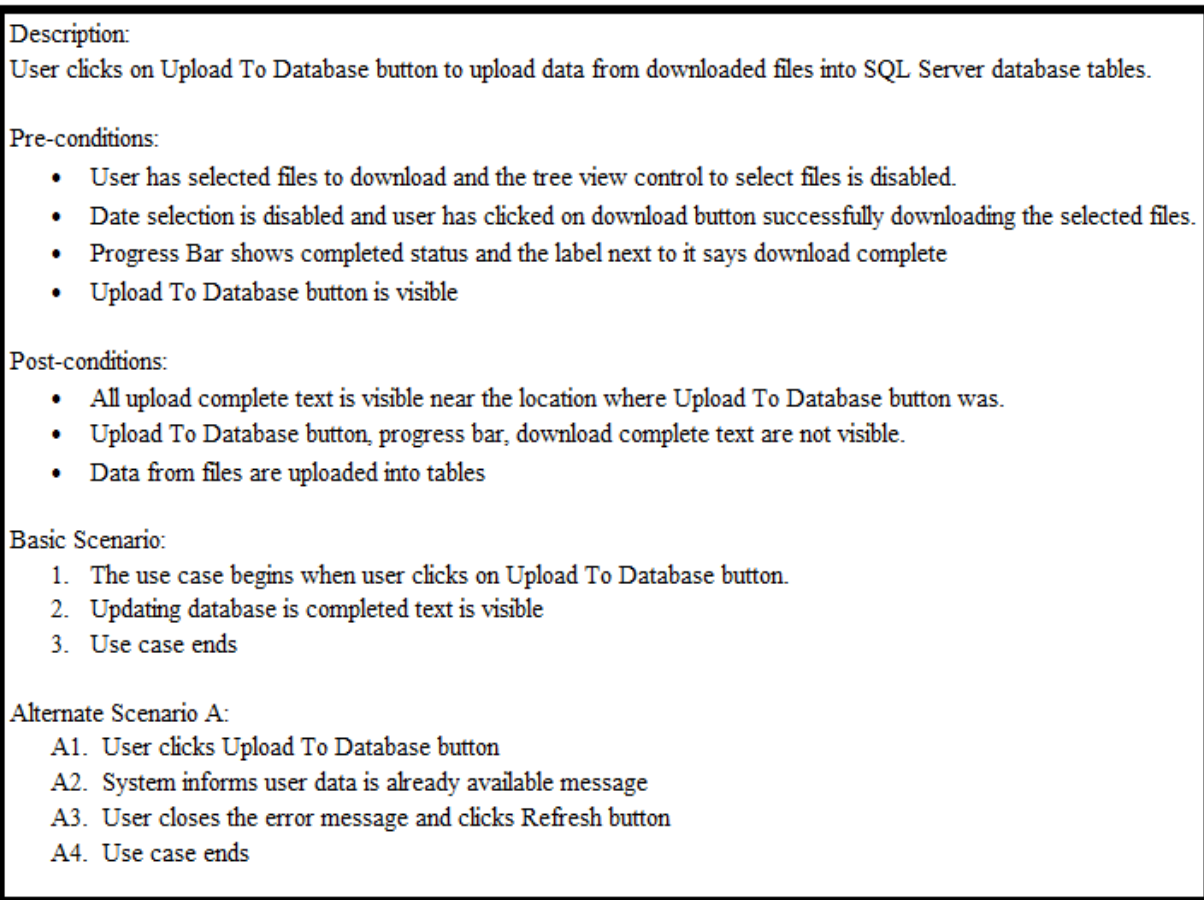 Description:
User clicks on Upload To Database button to upload data from downloaded files into SQL Server database tables.
Pre-conditions:
• User has selected files to download and the tree view control to select files is disabled.
• Date selection is disabled and user has clicked on download button successfully downloading the selected files.
• Progress Bar shows completed status and the label next to it says download complete
• Upload To Database button is visible
Post-conditions:
• All upload complete text is visible near the location where Upload To Database button was.
• Upload To Database button, progress bar, download complete text are not visible.
• Data from files are uploaded into tables
Basic Scenario:
1. The use case begins when user clicks on Upload To Database button.
2. Updating database is completed text is visible
3. Use case ends
Alternate Scenario A:
A1. User clicks Upload To Database button
A2. System informs user data is already available message
A3. User closes the error message and clicks Refresh button
A4. Use case ends